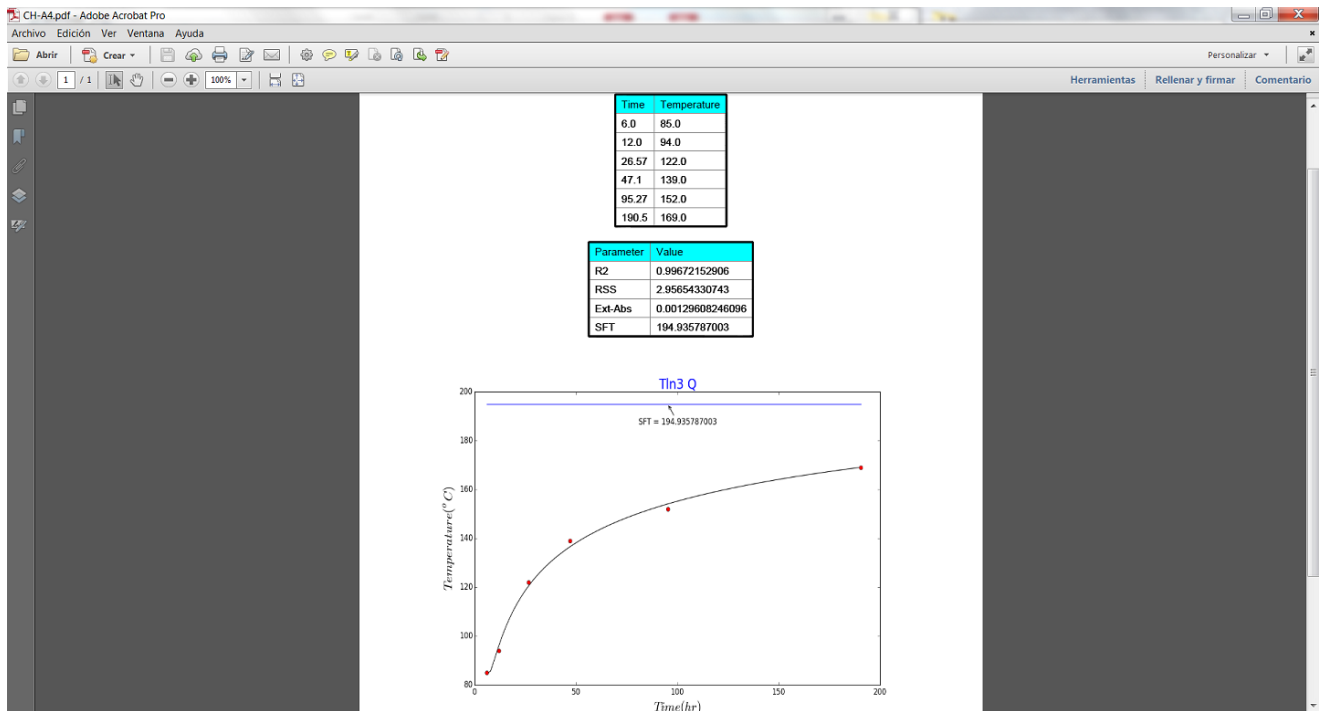 CH-A4.pdf - Adobe Acrobat Pro
Archivo Edición Ver Ventana Ayuda
Abrir Crear 100% Personalizar
1 / 1 100% Herramientas Rellenar y firmar Comentario
Time Temperature
6.0 85.0
12.0 94.0
26.57 122.0
47.1 139.0
95.27 152.0
190.5 169.0
Parameter Value
R2 0.99672152906
RSS 2.95654330743
Ext-Abs 0.00129608246096
SFT 194.935787003
Tln3 Q
200
SFT = 194.935787003
180
160
140
120
100
80
Temperature(°C)
0 50 100 150 200
Time(hr)